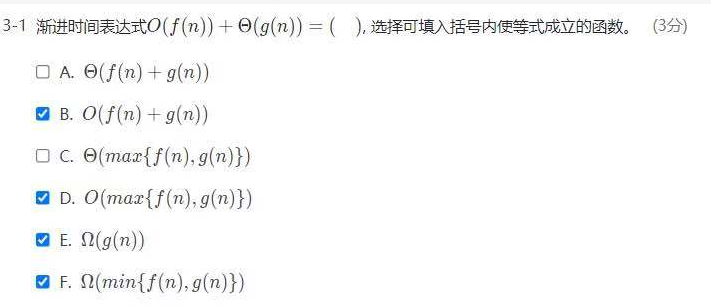 3-1 渐进时间表达式O(f(n)) + Θ(g(n)) = ( ), 选择可填入括号内使等式成立的函数。 (3分)
A. Θ(f(n) + g(n))
B. O(f(n) + g(n))
C. Θ(max{f(n), g(n)})
D. O(max{f(n), g(n)})
E. Ω(g(n))
F. Ω(min{f(n), g(n)})